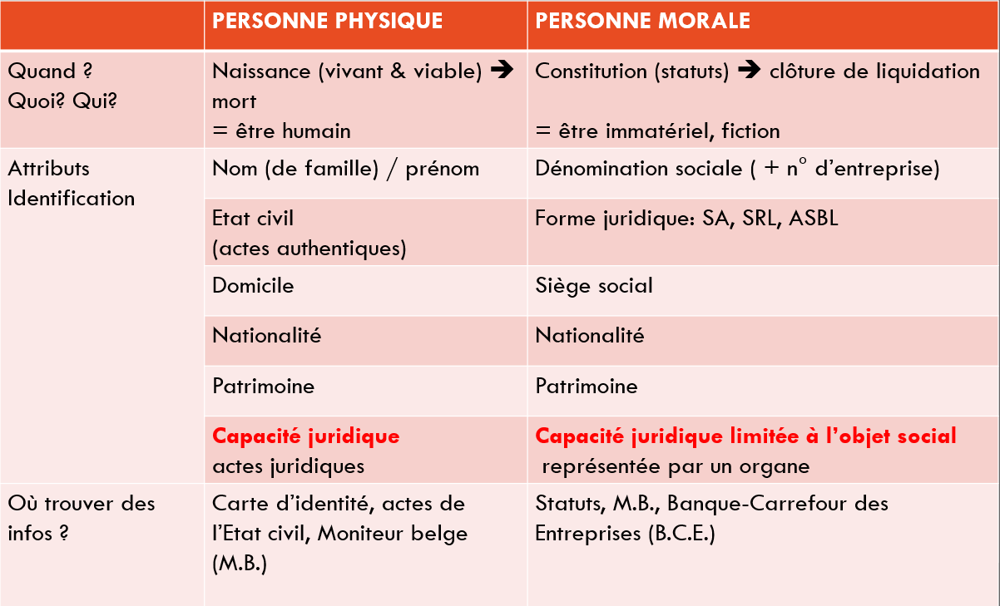 PERSONNE PHYSIQUE
PERSONNE MORALE
Quand ?
Quoi? Qui?
Naissance (vivant & viable) ➔
mort
= être humain
Constitution (statuts) ➔ clôture de liquidation
= être immatériel, fiction
Attributs
Identification
Nom (de famille) / prénom
Dénomination sociale ( + n° d’entreprise)
Etat civil
(actes authentiques)
Forme juridique: SA, SRL, ASBL
Domicile
Siège social
Nationalité
Nationalité
Patrimoine
Patrimoine
Capacité juridique
actes juridiques
Capacité juridique limitée à l’objet social
représentée par un organe
Où trouver des
infos ?
Carte d’identité, actes de
l’Etat civil, Moniteur belge
(M.B.)
Statuts, M.B., Banque-Carrefour des
Entreprises (B.C.E.)